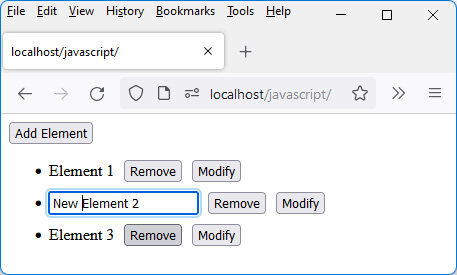 File Edit View History Bookmarks Tools Help
localhost/javascript/
localhost/javascript/
Add Element
Element 1 Remove Modify
New Element 2 Remove Modify
Element 3 Remove Modify